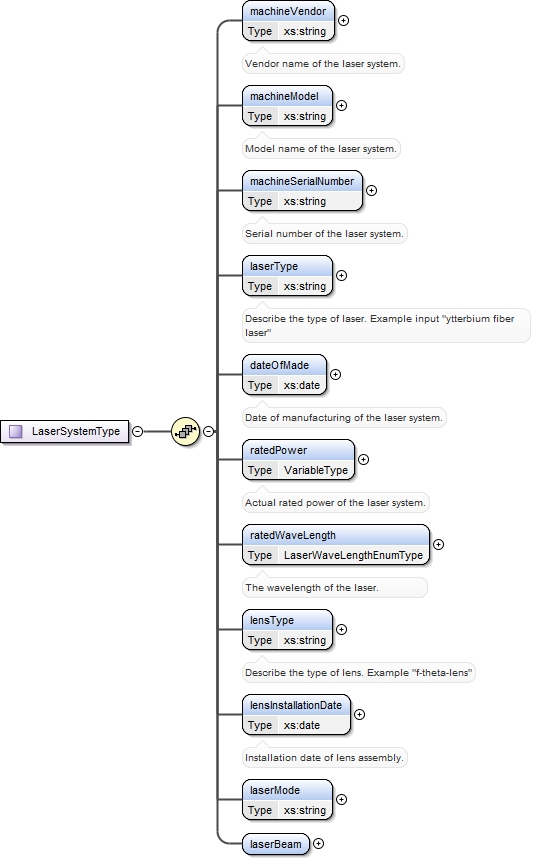 machineVendor
Type xs:string
Vendor name of the laser system.
machineModel
Type xs:string
Model name of the laser system.
machineSerialNumber
Type xs:string
Serial number of the laser system.
laserType
Type xs:string
Describe the type of laser. Example input "ytterbium fiber
laser"
dateOfMade
Type xs:date
Date of manufacturing of the laser system.
LaserSystemType
ratedPower
Type VariableType
Actual rated power of the laser system.
ratedWaveLength
Type LaserWaveLengthEnumType
The wavelength of the laser.
lensType
Type xs:string
Describe the type of lens. Example "f-theta-lens"
lensInstallationDate
Type xs:date
Installation date of lens assembly.
laserMode
Type xs:string
laserBeam